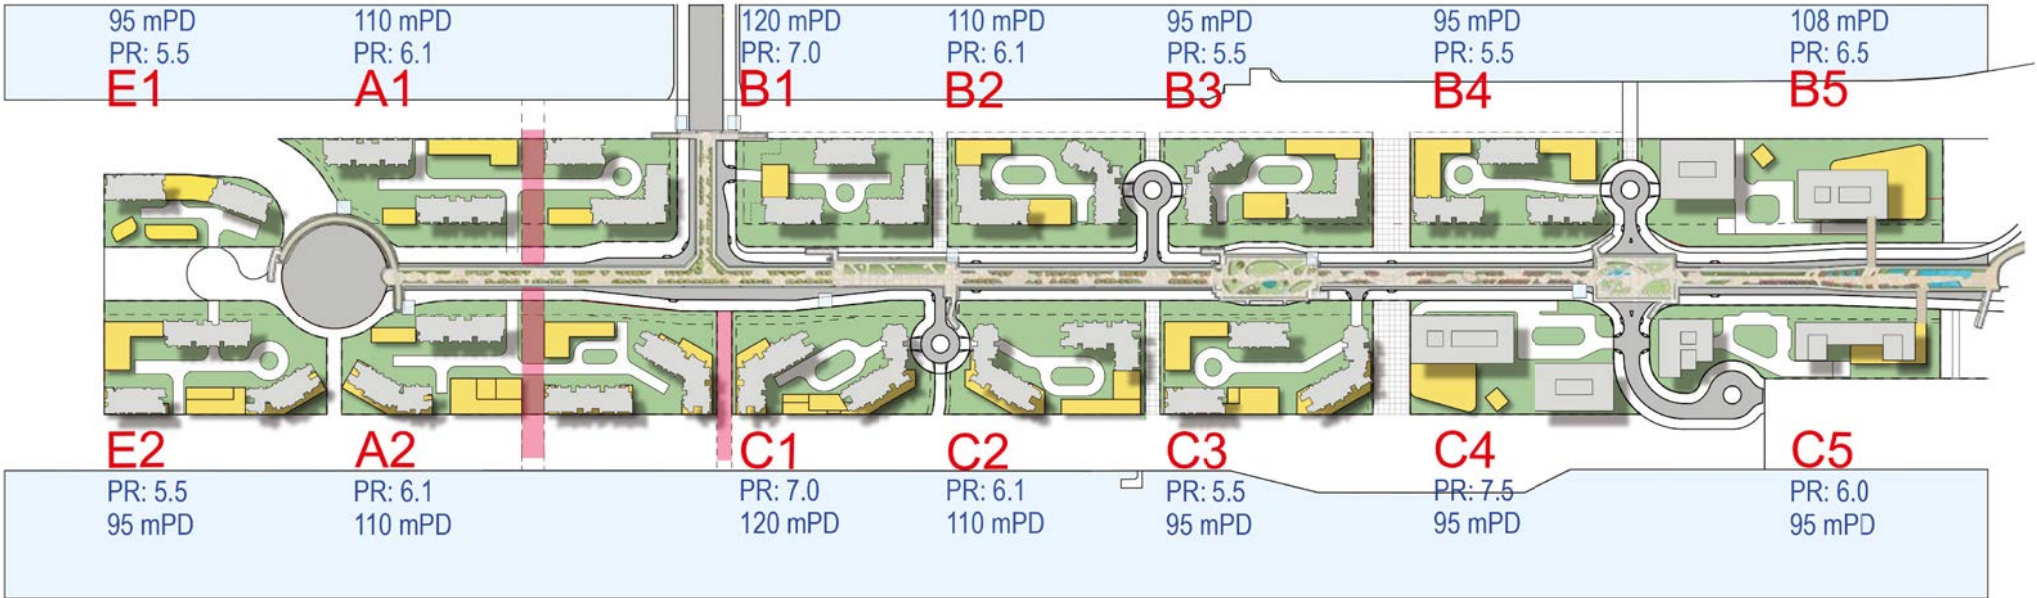 95 mPD
PR: 5.5
E1
110 mPD
PR: 6.1
A1
120 mPD
PR: 7.0
B1
110 mPD
PR: 6.1
B2
95 mPD
PR: 5.5
B3
95 mPD
PR: 5.5
B4
108 mPD
PR: 6.5
B5
E2
PR: 5.5
95 mPD
A2
PR: 6.1
110 mPD
C1
PR: 7.0
120 mPD
C2
PR: 6.1
110 mPD
C3
PR: 5.5
95 mPD
C4
PR: 7.5
95 mPD
C5
PR: 6.0
95 mPD